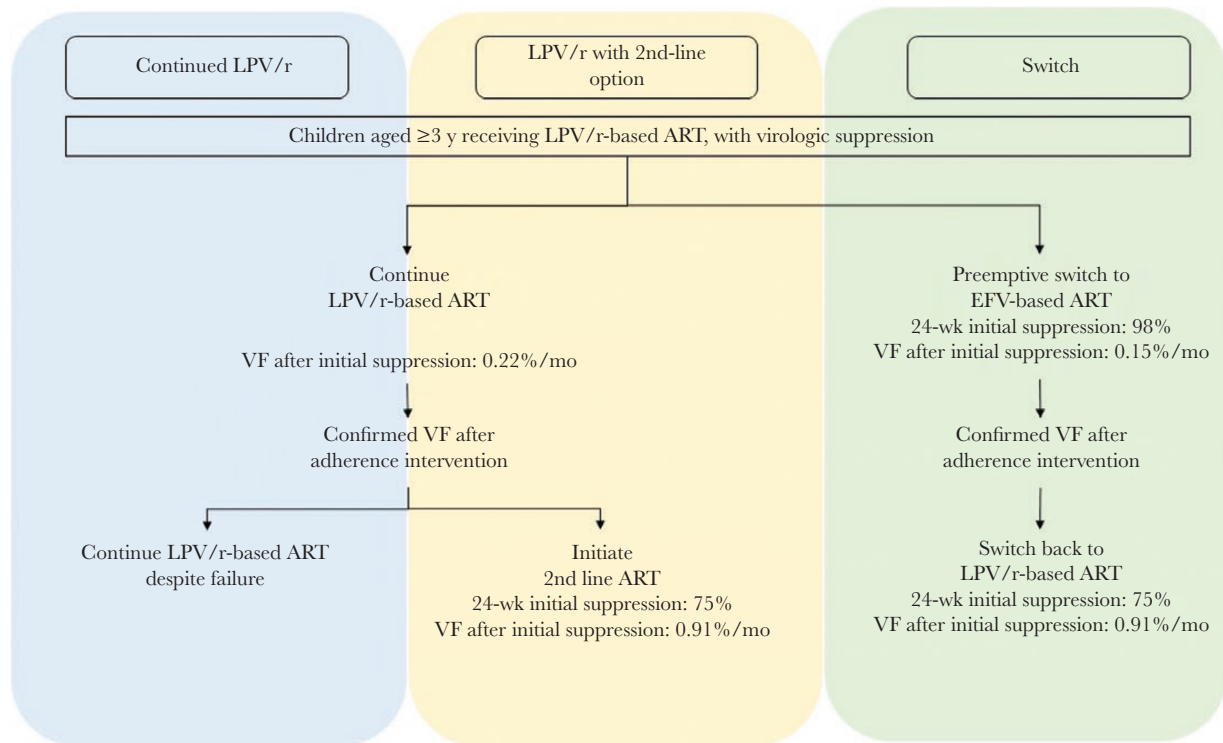 Continued LPV/r
LPV/r with 2nd-line
option
Switch
Children aged ≥3 y receiving LPV/r-based ART, with virologic suppression
Continue
LPV/r-based ART
VF after initial suppression: 0.22%/mo
Confirmed VF after
adherence intervention
Continue LPV/r-based ART
despite failure
Initiate
2nd line ART
24-wk initial suppression: 75%
VF after initial suppression: 0.91%/mo
Preemptive switch to
EFV-based ART
24-wk initial suppression: 98%
VF after initial suppression: 0.15%/mo
Confirmed VF after
adherence intervention
Switch back to
LPV/r-based ART
24-wk initial suppression: 75%
VF after initial suppression: 0.91%/mo